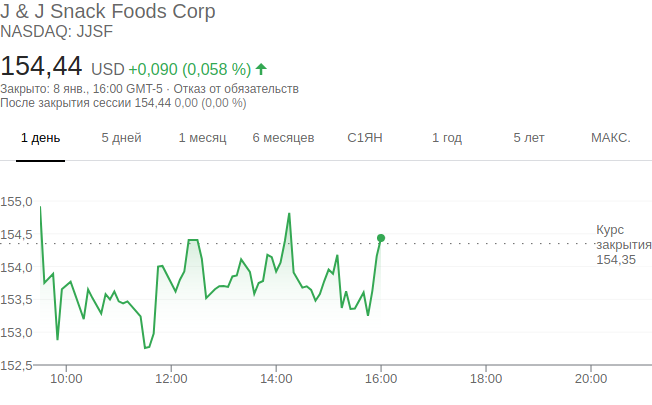 J & J Snack Foods Corp
NASDAQ: JJSF
154,44 USD +0,090 (0,058 %)
Закрыто: 8 янв., 16:00 GMT-5 · Отказ от обязательств
После закрытия сессии 154,44 0,00 (0,00 %)
1 день 5 дней 1 месяц 6 месяцев С1ЯН 1 год 5 лет МАКС.
155,0
154,5
154,0
153,5
153,0
152,5
Курс
закрытия
154,35
10:00 12:00 14:00 16:00 18:00 20:00